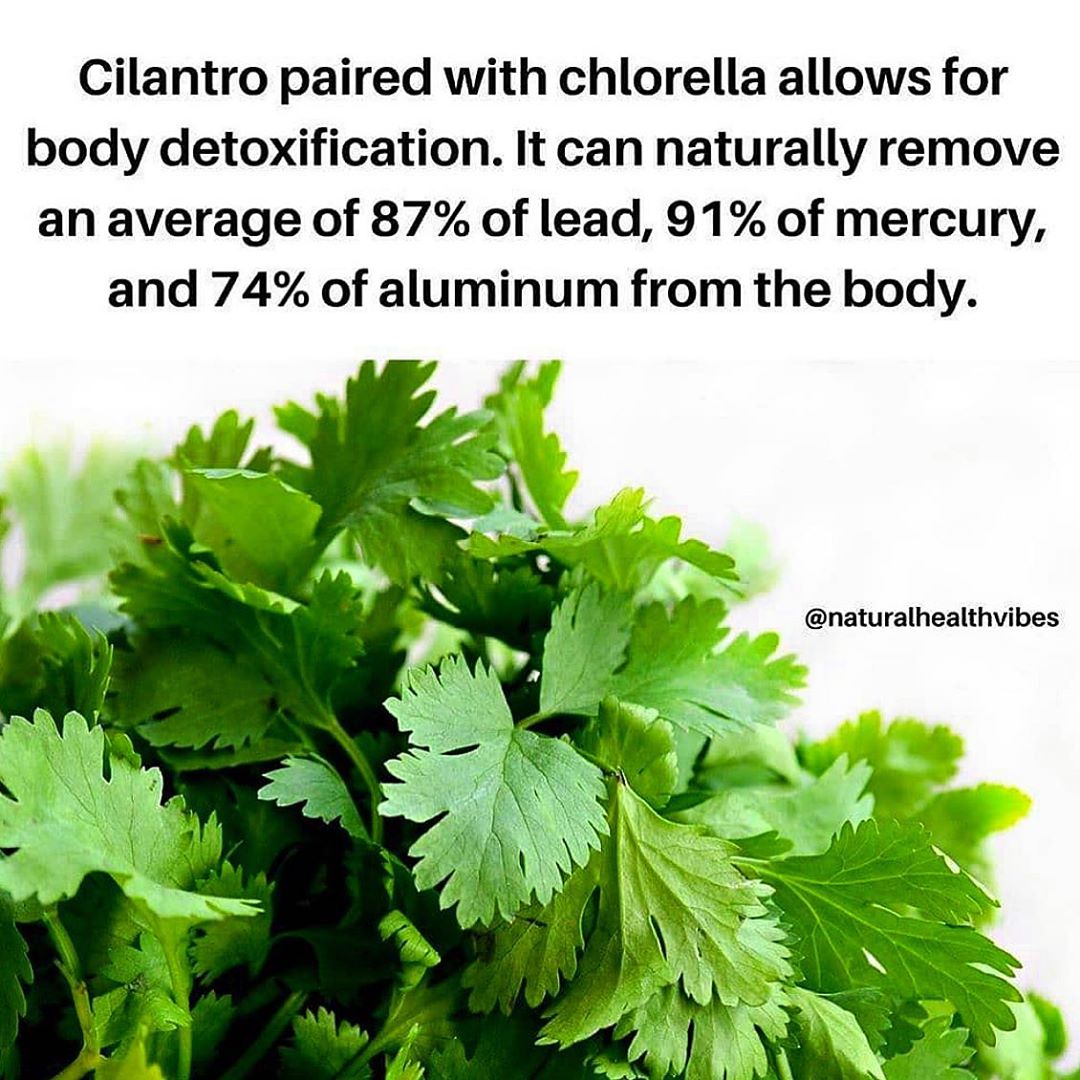 Cilantro paired with chlorella allows for
body detoxification. It can naturally remove
an average of 87% of lead, 91% of mercury,
and 74% of aluminum from the body.
@naturalhealthvibes